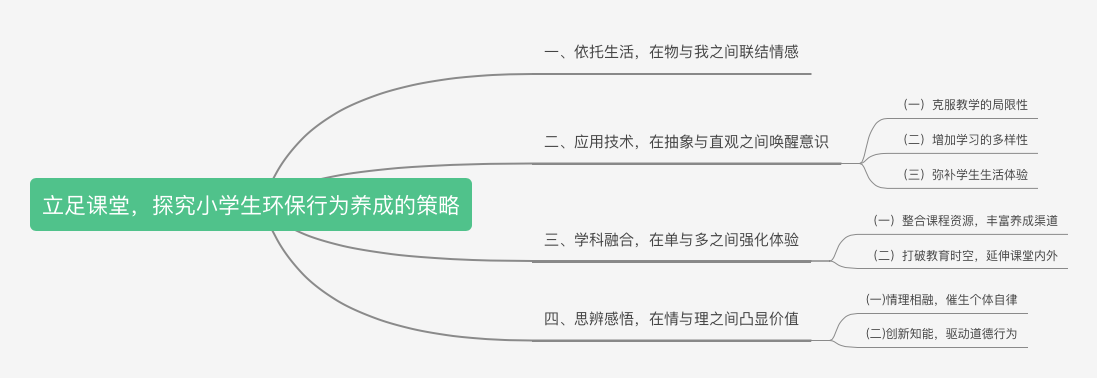 立足课堂，探究小学生环保行为养成的策略
一、依托生活，在物与我之间联结情感
二、应用技术，在抽象与直观之间唤醒意识
（一）克服教学的局限性
（二）增加学习的多样性
（三）弥补学生生活体验
三、学科融合，在单与多之间强化体验
（一）整合课程资源，丰富养成渠道
（二）打破教育时空，延伸课堂内外
四、思辨感悟，在情与理之间凸显价值
(一)情理相融，催生个体自律
(二)创新知能，驱动道德行为